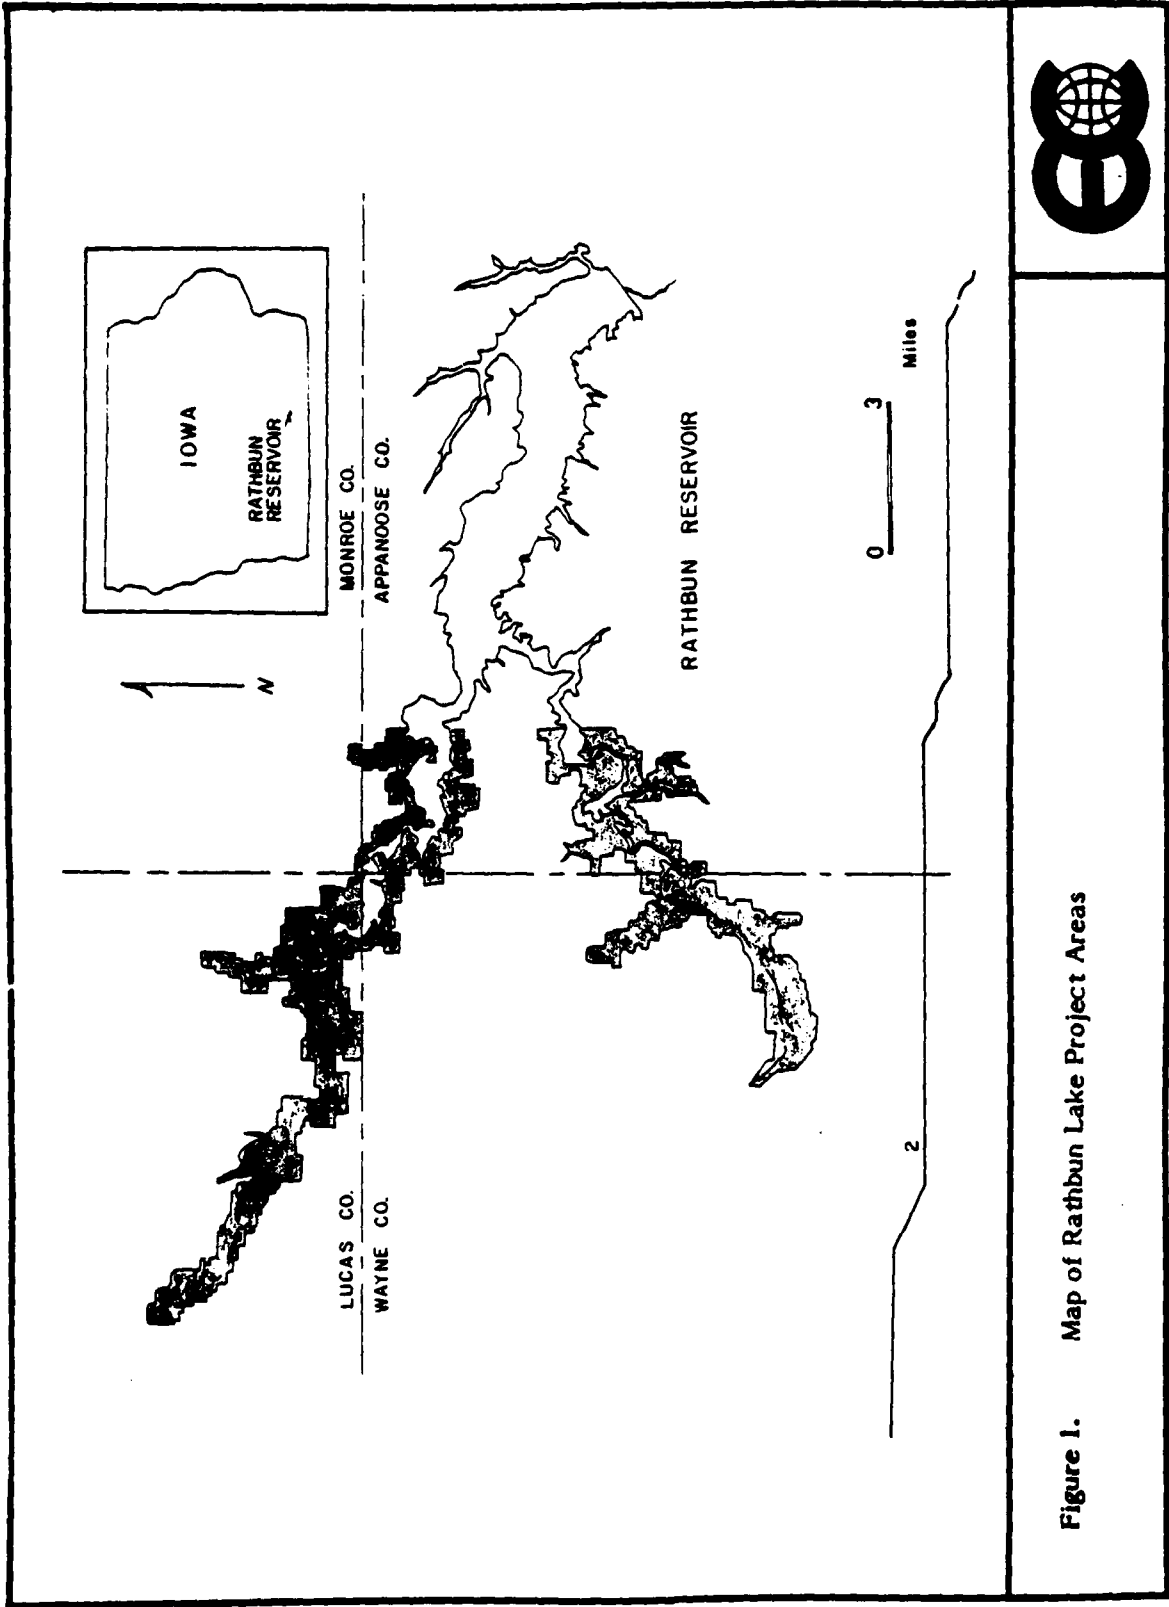 IOWA
RATHBUN
RESERVOIR
N
MONROE CO.
APPANOOSE CO.
LUCAS CO.
WAYNE CO.
RATHBUN RESERVOIR
0 3
Miles
2
Figure 1. Map of Rathbun Lake Project Areas